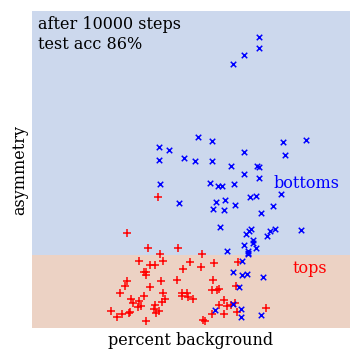 after 10000 steps
test acc 86%
asymmetry
bottoms
tops
percent background